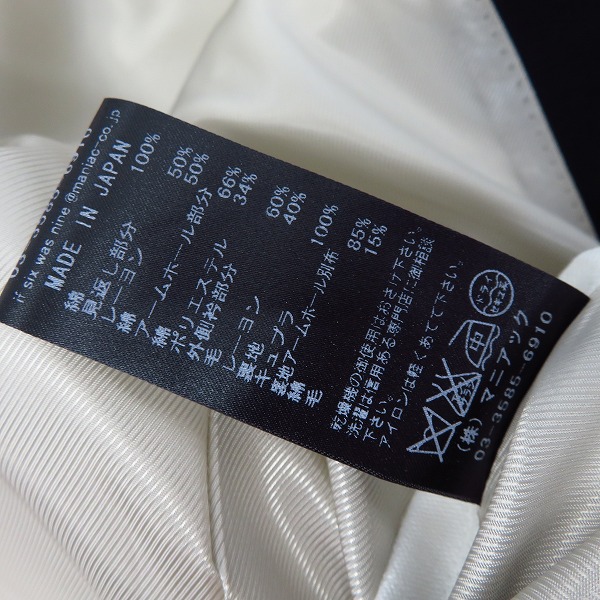 if six was nine @maniac-co.jp
MADE IN JAPAN
綿 100%
見返し部分
レーヨン 50%
綿 50%
アームホール部分
綿 66%
ポリエステル 34%
外側衿部分
毛 60%
レーヨン 40%
裏地
キュプラ 100%
裏地アームホール別布
綿 85%
毛 15%
乾燥機の御使用はおさけ下さい。
洗濯は信用ある専門店に御相談
下さい。
アイロンは軽くあてて下さい。
ドライ
(株)マニアック
03-3585-6910